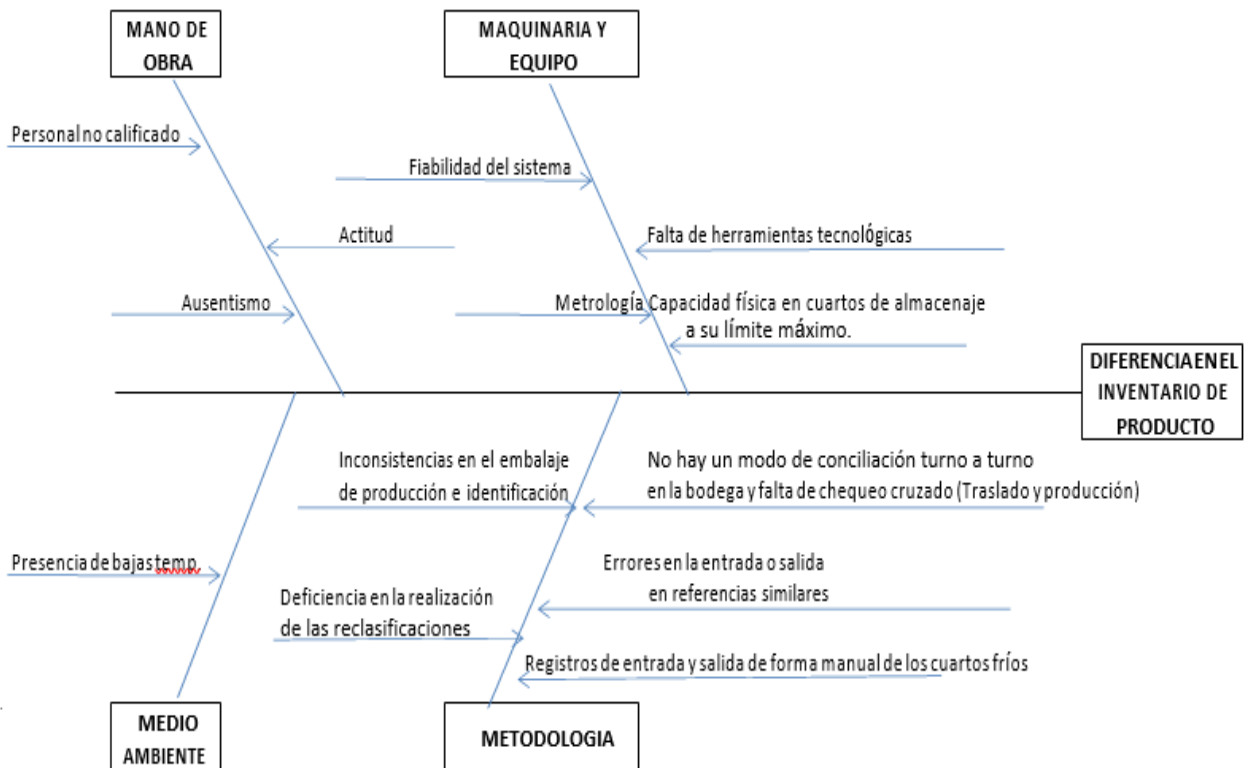 MANO DE
OBRA
MAQUINARIA Y
EQUIPO
Personal no calificado
Fiabilidad del sistema
Actitud
Falta de herramientas tecnológicas
Ausentismo
Metrología
Capacidad física en cuartos de almacenaje
a su límite máximo.
DIFERENCIA EN EL
INVENTARIO DE
PRODUCTO
Inconsistencias en el embalaje
de producción e identificación
No hay un modo de conciliación turno a turno
en la bodega y falta de chequeo cruzado (Traslado y producción)
Presencia de bajas temp.
Errores en la entrada o salida
en referencias similares
Deficiencia en la realización
de las reclasificaciones
Registros de entrada y salida de forma manual de los cuartos fríos
MEDIO
AMBIENTE
METODOLOGIA